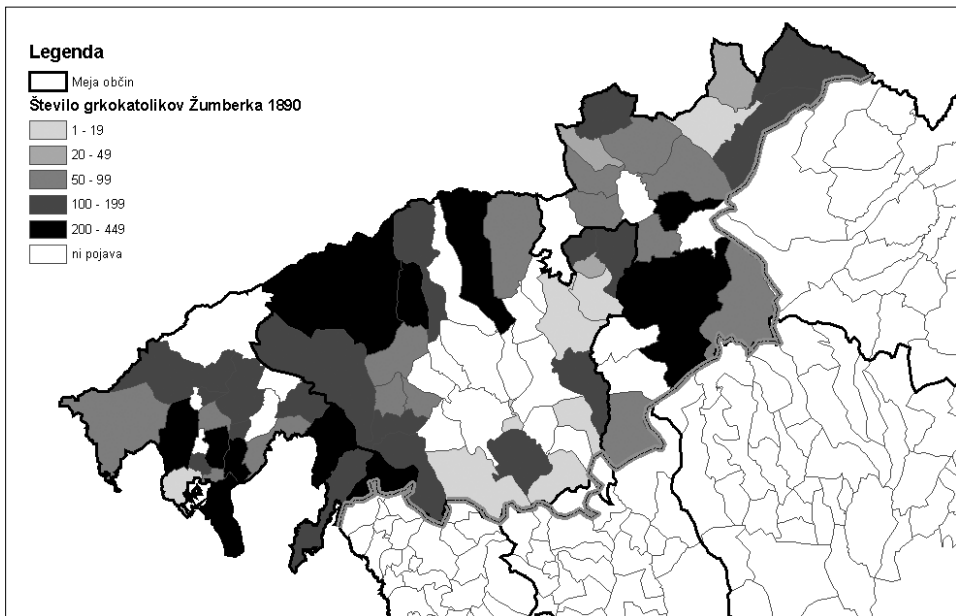 Legenda
Meja občin
Število grkokatolikov Žumberka 1890
1 - 19
20 - 49
50 - 99
100 - 199
200 - 449
ni pojava